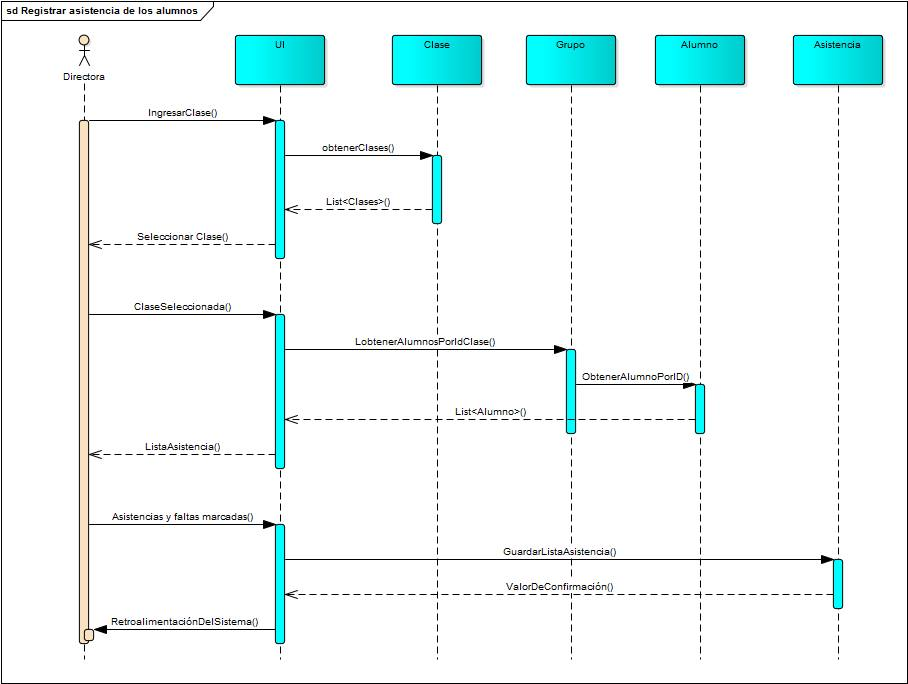 sd Registrar asistencia de los alumnos
Directora
UI
Clase
Grupo
Alumno
Asistencia
IngresarClase()
obtenerClases()
List<Clases>()
Seleccionar Clase()
ClaseSeleccionada()
LobtenerAlumnosPorIdClase()
ObtenerAlumnoPorID()
List<Alumno>()
ListaAsistencia()
Asistencias y faltas marcadas()
GuardarListaAsistencia()
ValorDeConfirmación()
RetroalimentaciónDelSistema()